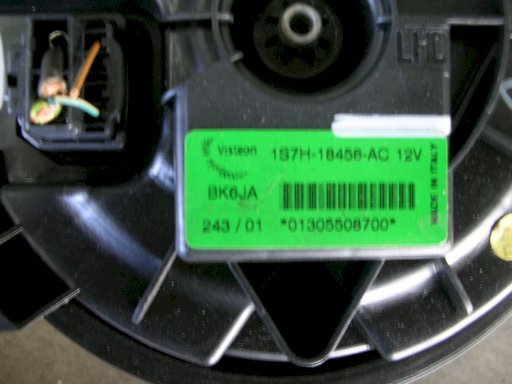 LHD
Visteon 1S7H-18456-AC 12V
BK6JA
243 / 01 *01305508700*
MADE IN ITALY